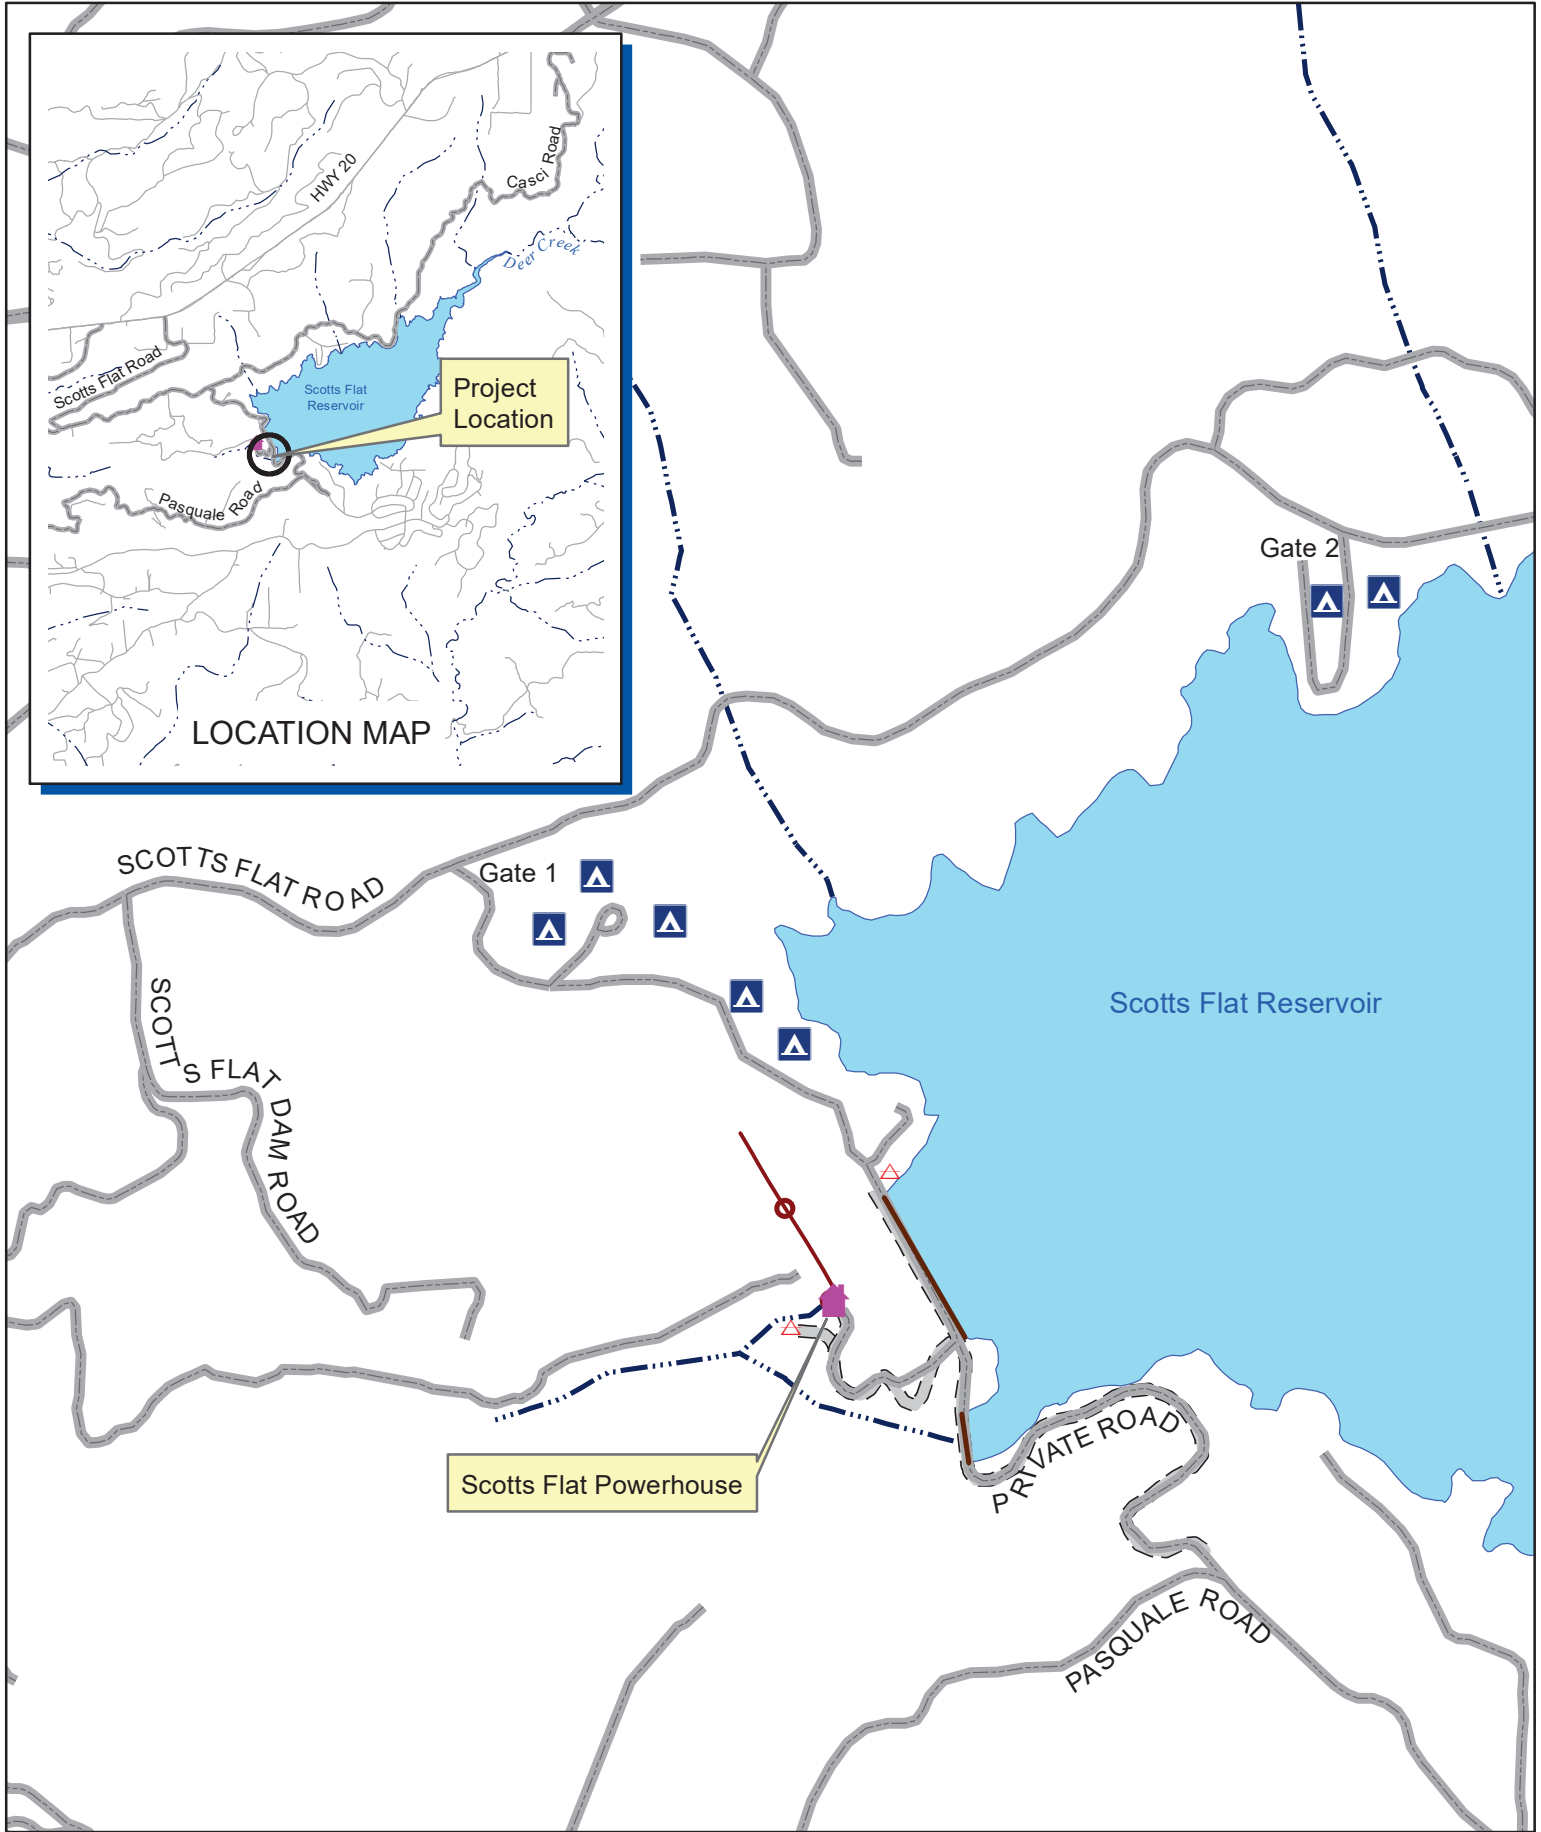 HWY 20
Casci Road
Deer Creek
Scotts Flat Road
Scotts Flat
Reservoir
Project
Location
Pasquale Road
LOCATION MAP
Gate 2
SCOTTS FLAT ROAD
Gate 1
Scotts Flat Reservoir
SCOTTS FLAT DAM ROAD
PRIVATE ROAD
Scotts Flat Powerhouse
PASQUALE ROAD